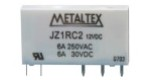 METALTEX
JZ1RC2 12VDC
6A 250VAC
6A 30VDC